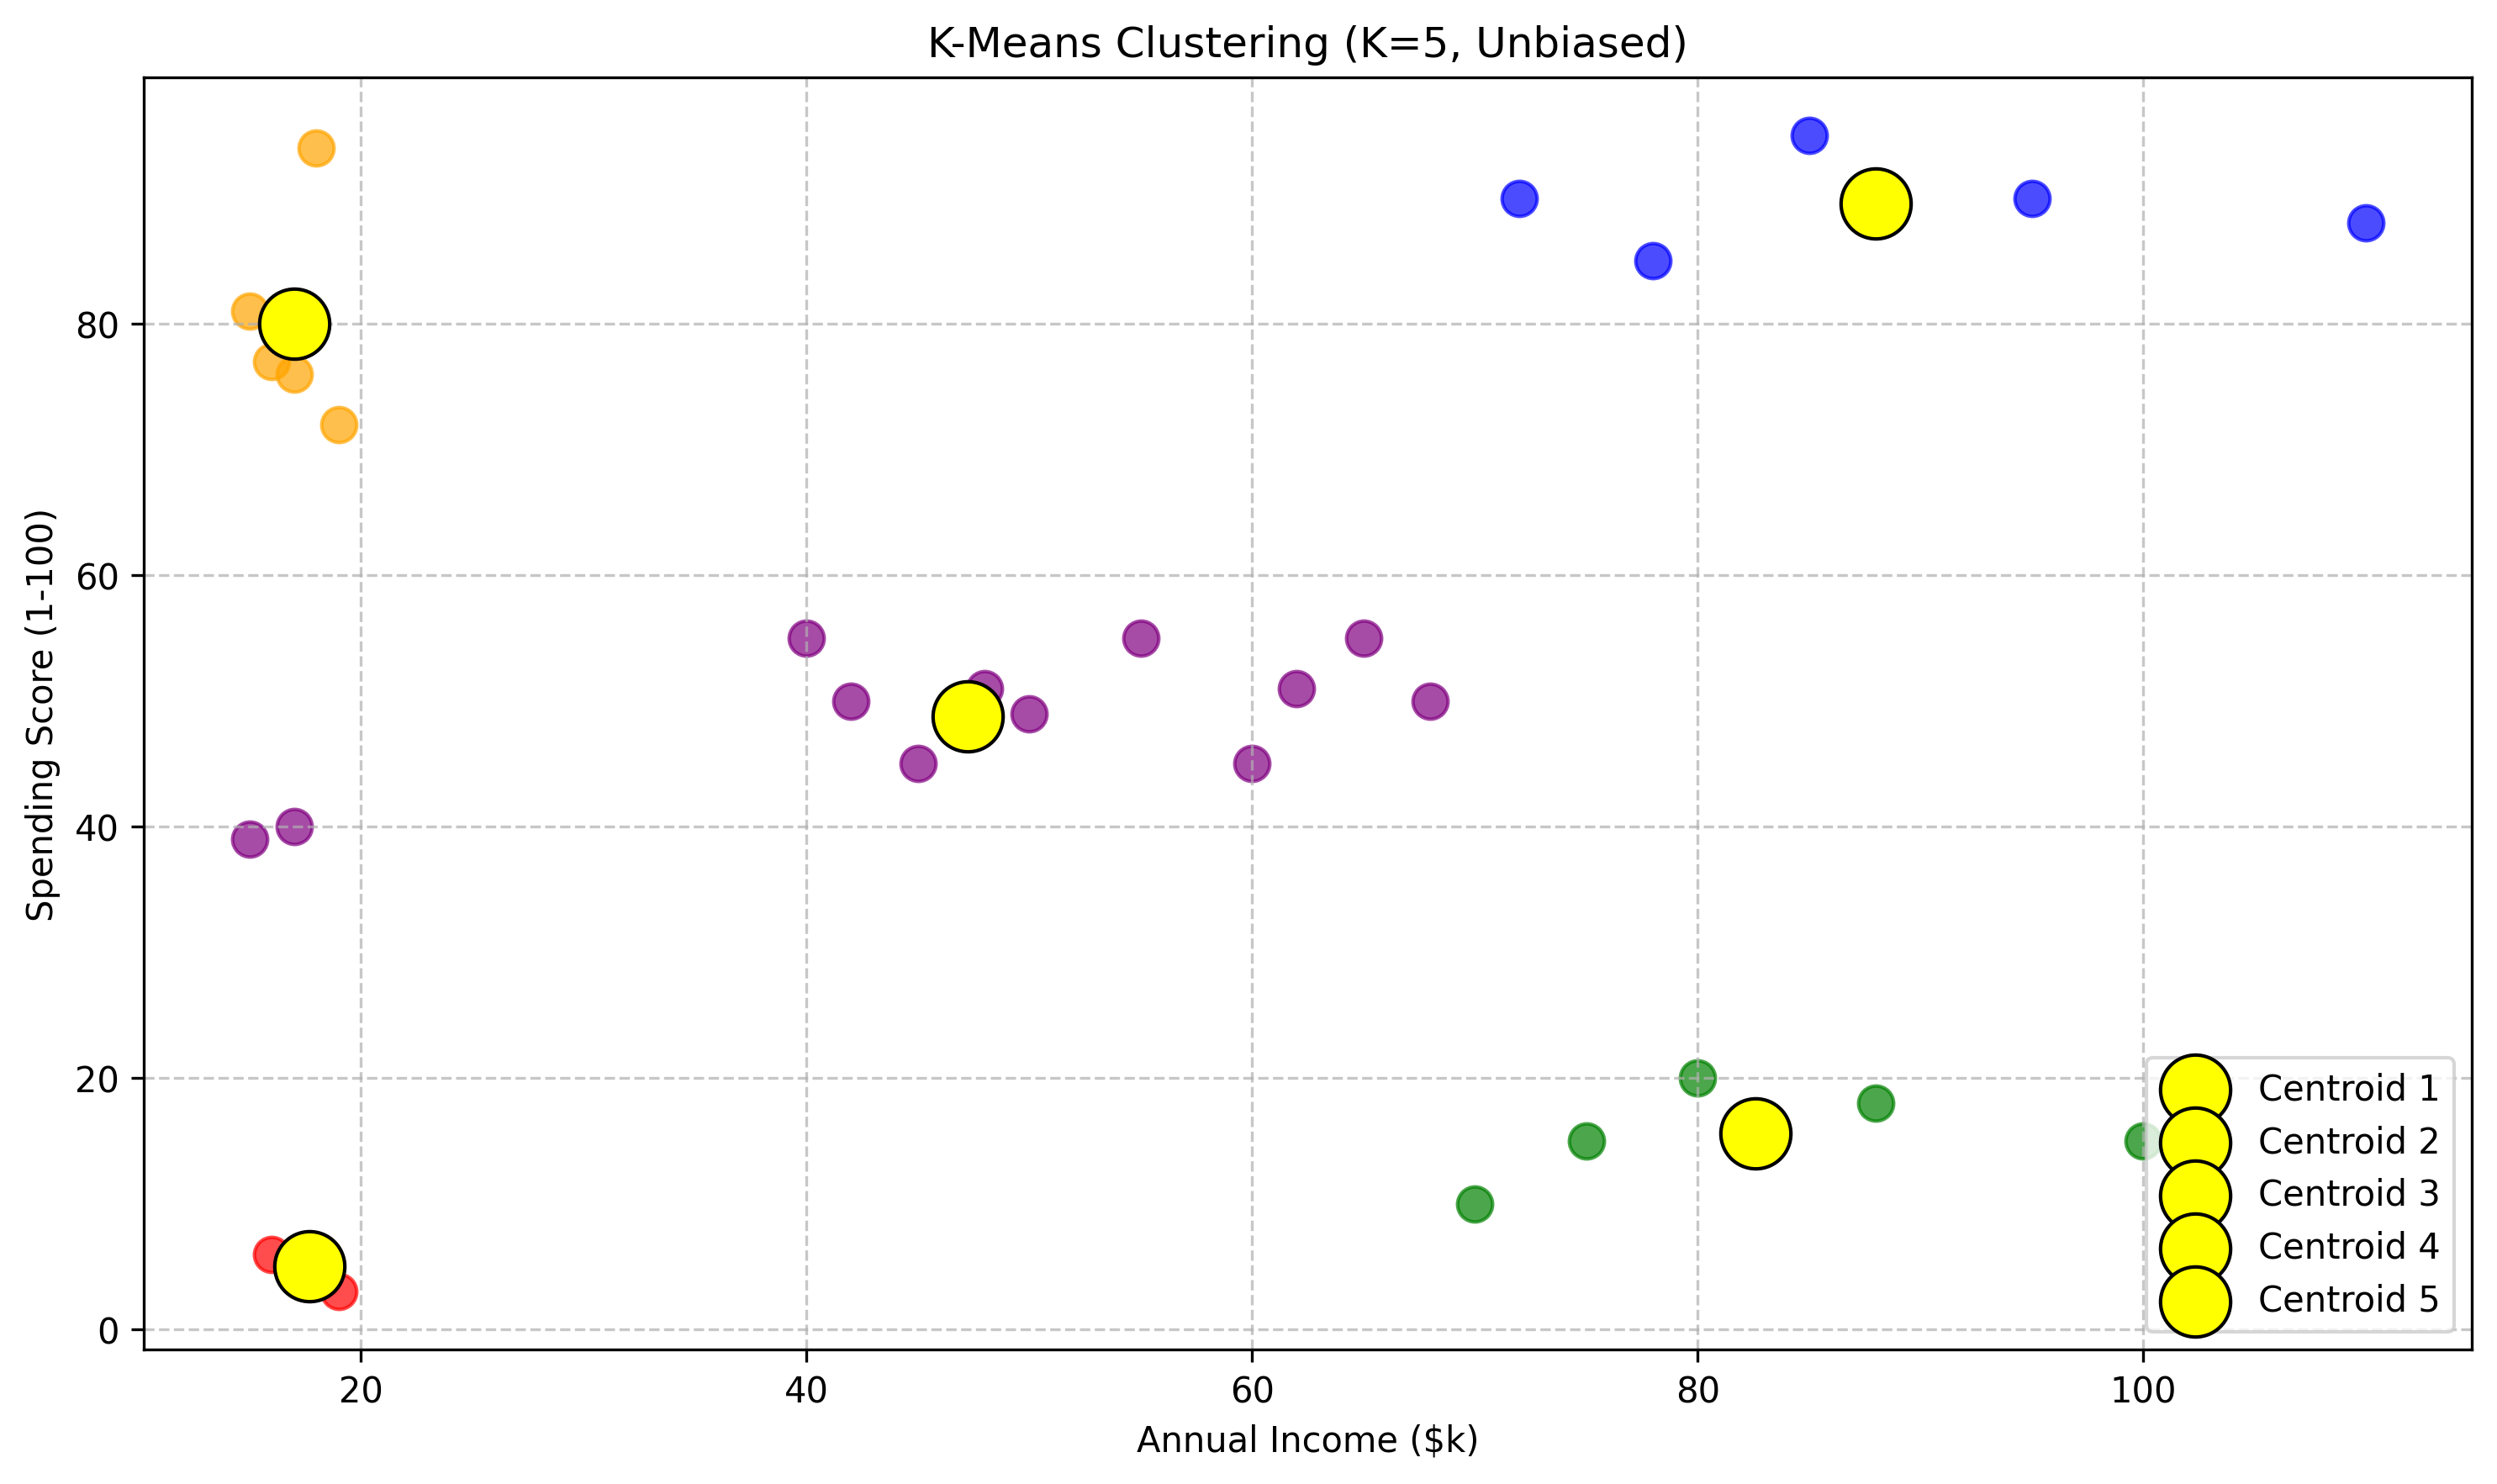 K-Means Clustering (K=5, Unbiased)
Spending Score (1-100)
80
60
40
20
0
20 40 60 80 100
Annual Income ($k)
Centroid 1
Centroid 2
Centroid 3
Centroid 4
Centroid 5